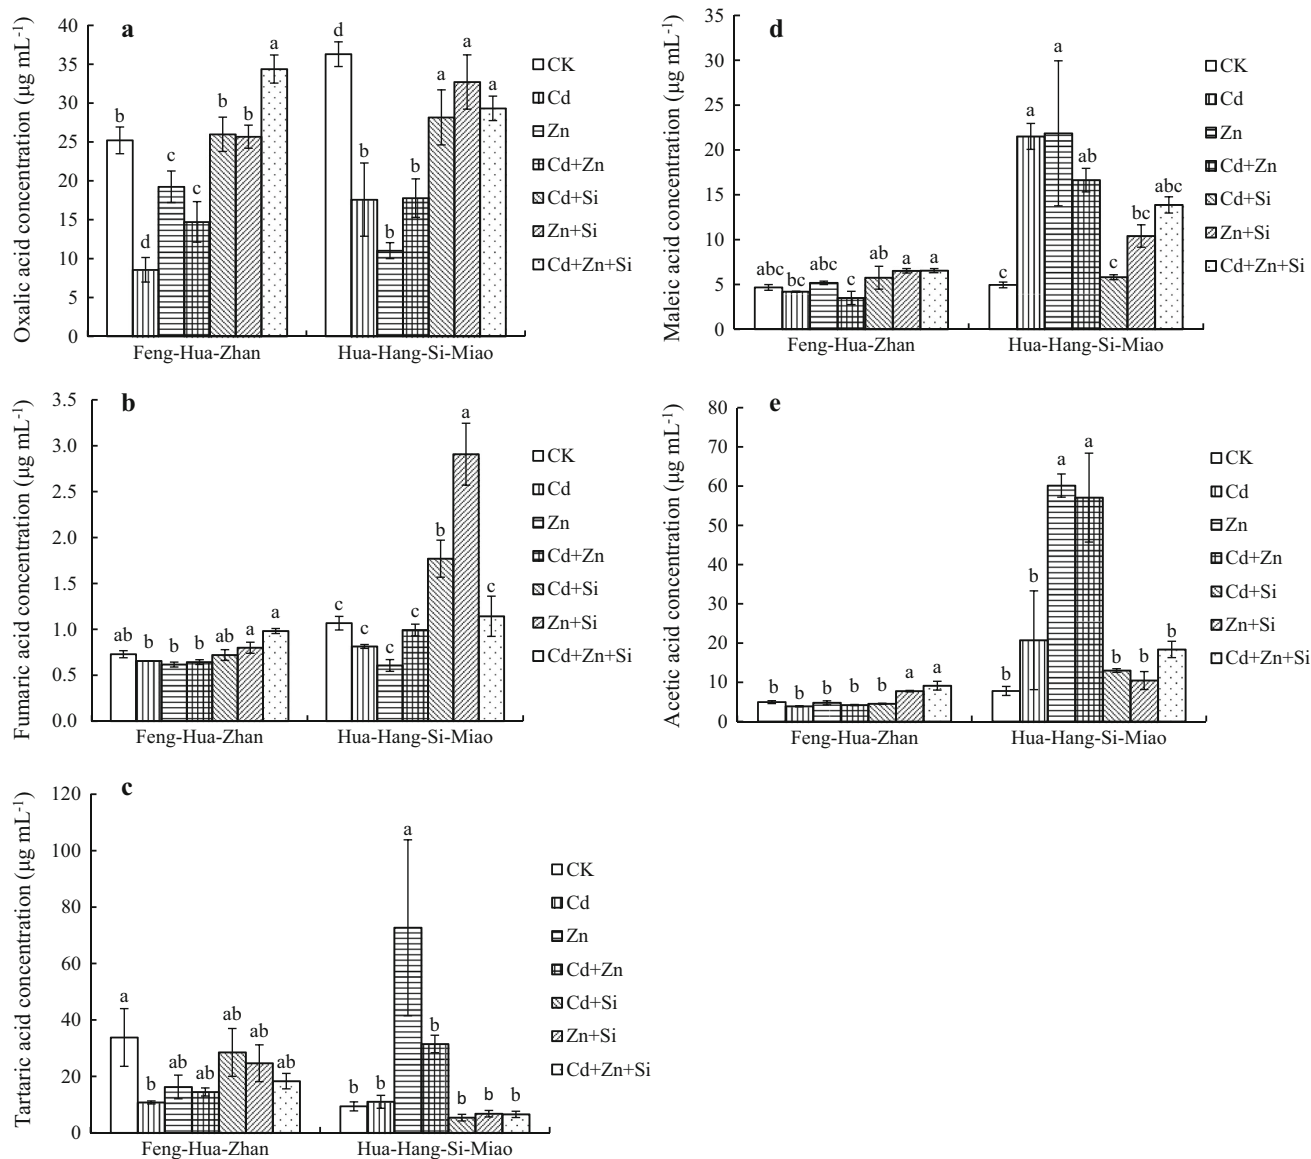 a
Oxalic acid concentration (µg mL-1)
40
35
30
25
20
15
10
5
0
b
d
c
c
b
b
a
d
b
b
b
a
a
a
Feng-Hua-Zhan
Hua-Hang-Si-Miao
CK
Cd
Zn
Cd+Zn
Cd+Si
Zn+Si
Cd+Zn+Si
d
Maleic acid concentration (µg mL-1)
35
30
25
20
15
10
5
0
abc
bc
abc
c
ab
a
a
c
a
a
ab
c
bc
abc
Feng-Hua-Zhan
Hua-Hang-Si-Miao
CK
Cd
Zn
Cd+Zn
Cd+Si
Zn+Si
Cd+Zn+Si
b
Fumaric acid concentration (µg mL-1)
3.5
3.0
2.5
2.0
1.5
1.0
0.5
0.0
ab
b
b
b
ab
a
a
c
c
c
c
b
a
c
Feng-Hua-Zhan
Hua-Hang-Si-Miao
CK
Cd
Zn
Cd+Zn
Cd+Si
Zn+Si
Cd+Zn+Si
e
Acetic acid concentration (µg mL-1)
80
70
60
50
40
30
20
10
0
b
b
b
b
b
a
a
b
b
a
a
b
b
b
Feng-Hua-Zhan
Hua-Hang-Si-Miao
CK
Cd
Zn
Cd+Zn
Cd+Si
Zn+Si
Cd+Zn+Si
c
Tartaric acid concentration (µg mL-1)
120
100
80
60
40
20
0
a
b
ab
ab
ab
ab
ab
b
b
a
b
b
b
b
Feng-Hua-Zhan
Hua-Hang-Si-Miao
CK
Cd
Zn
Cd+Zn
Cd+Si
Zn+Si
Cd+Zn+Si